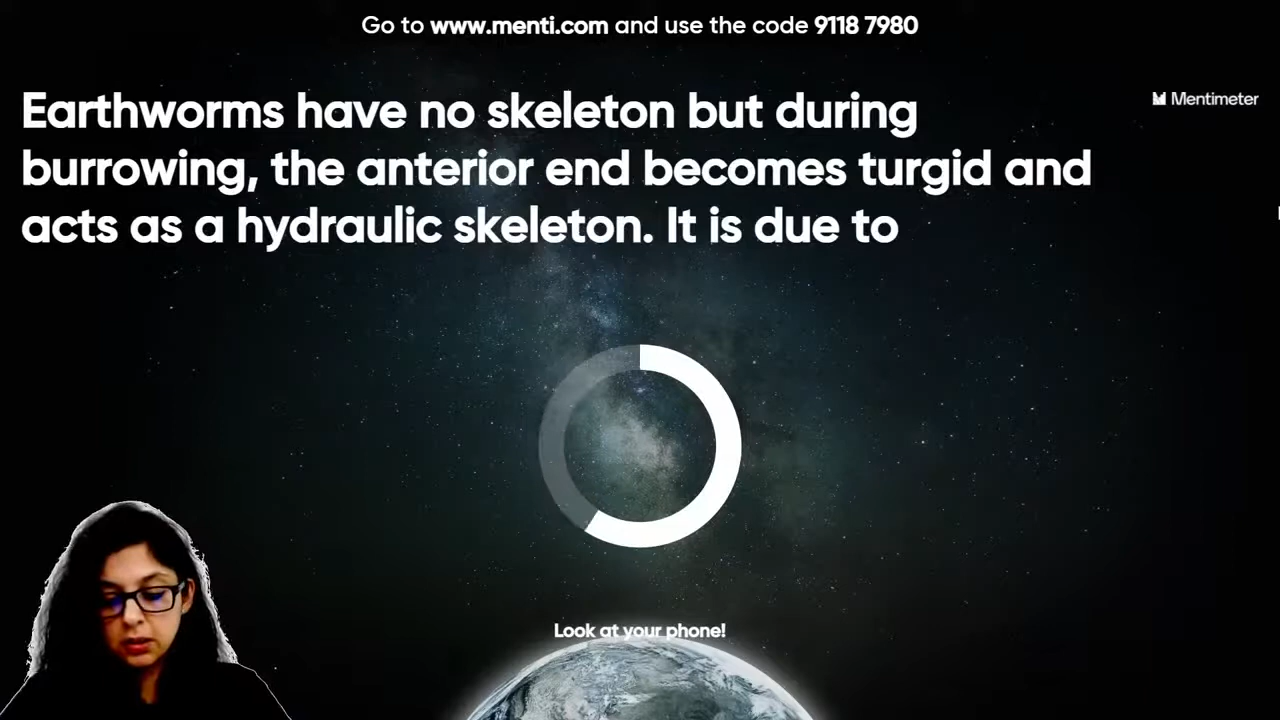 Go to www.menti.com and use the code 9118 7980
Earthworms have no skeleton but during
Mentimeter
burrowing, the anterior end becomes turgid and
acts as a hydraulic skeleton. It is due to
Look at your phone!